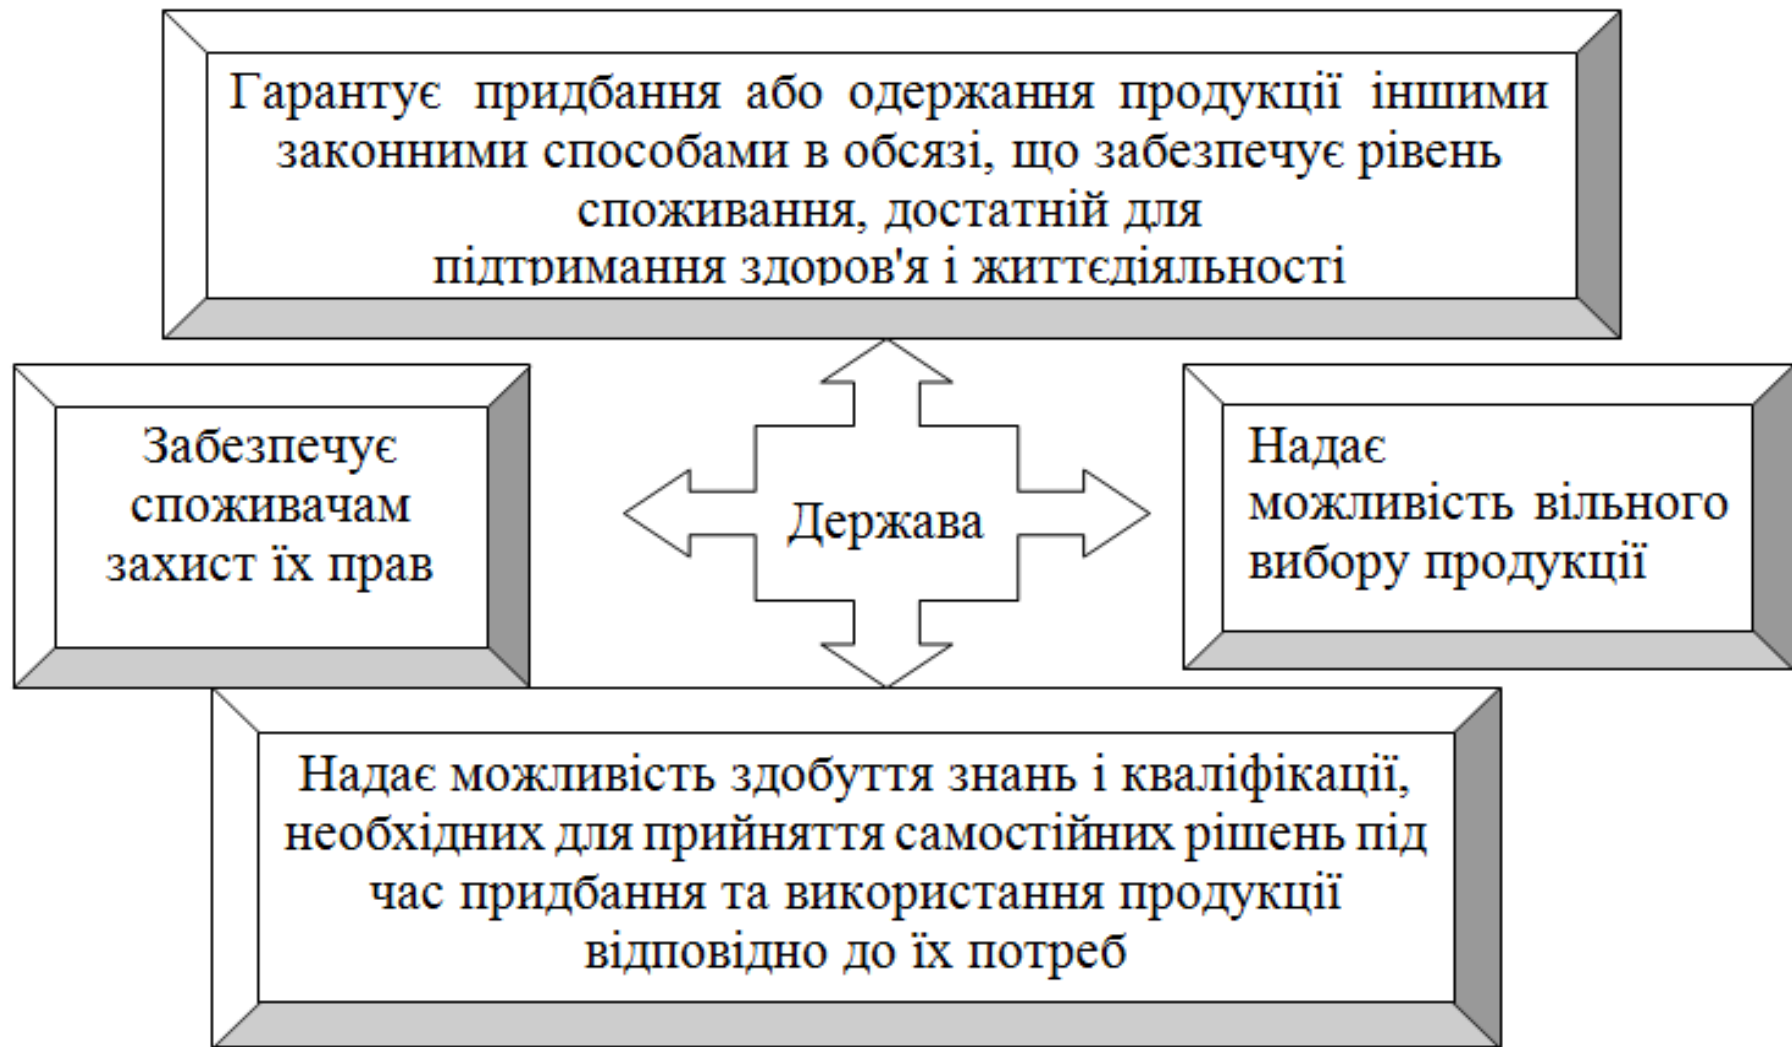 Гарантує придбання або одержання продукції іншими
законними способами в обсязі, що забезпечує рівень
споживання, достатній для
підтримання здоров'я і життєдіяльності
Забезпечує
споживачам
захист їх прав
Держава
Надає
можливість вільного
вибору продукції
Надає можливість здобуття знань і кваліфікації,
необхідних для прийняття самостійних рішень під
час придбання та використання продукції
відповідно до їх потреб